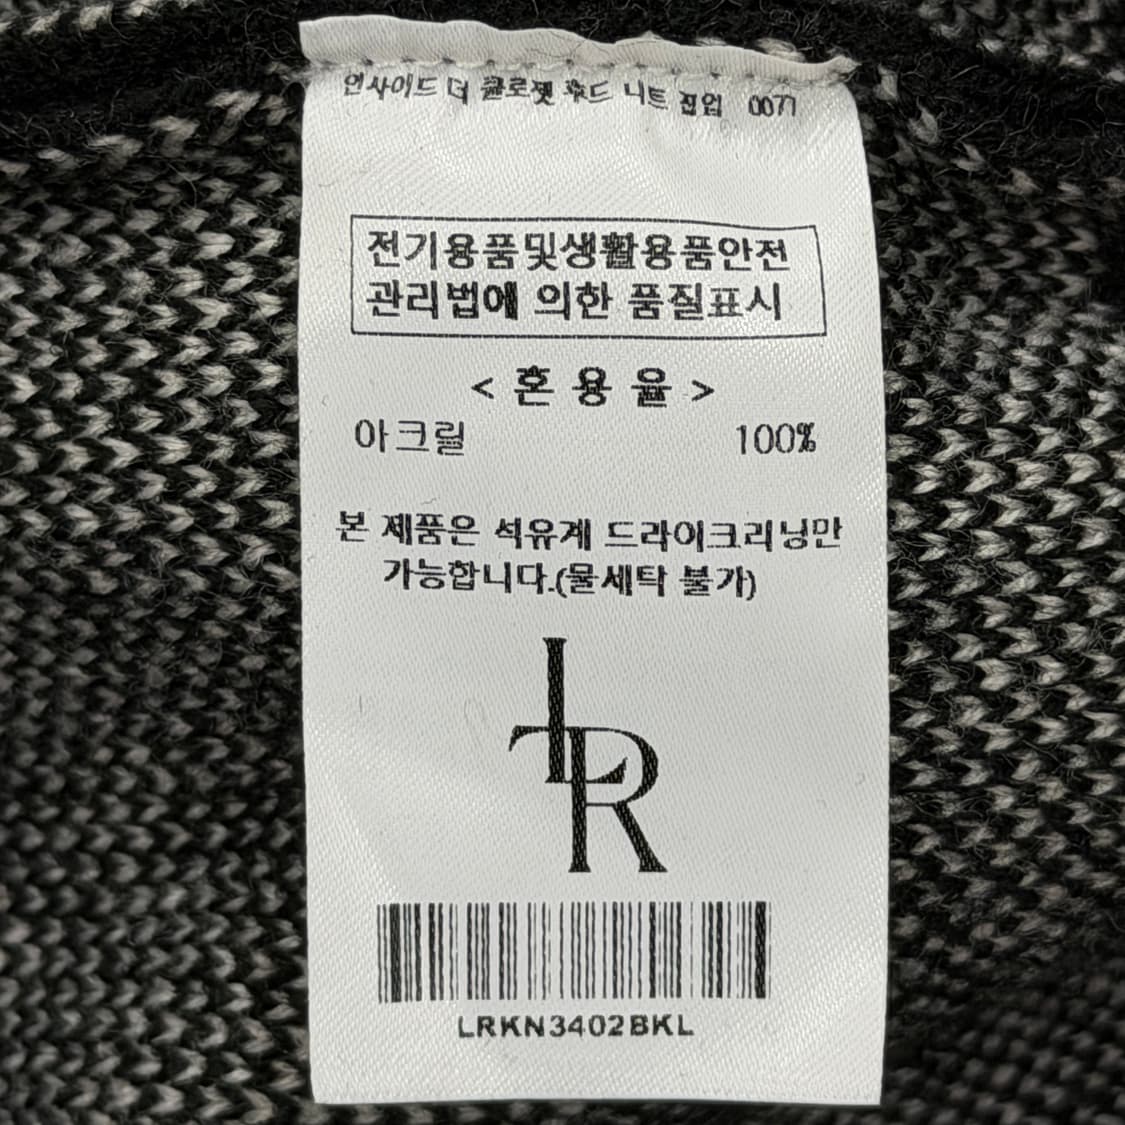 인사이드 더 클로젯 후드 니트 집업 0077
전기용품및생활용품안전
관리법에 의한 품질표시
< 혼 용 율 >
아크릴 100%
본 제품은 석유계 드라이크리닝만
가능합니다.(물세탁 불가)
LR
LRKN3402BKL